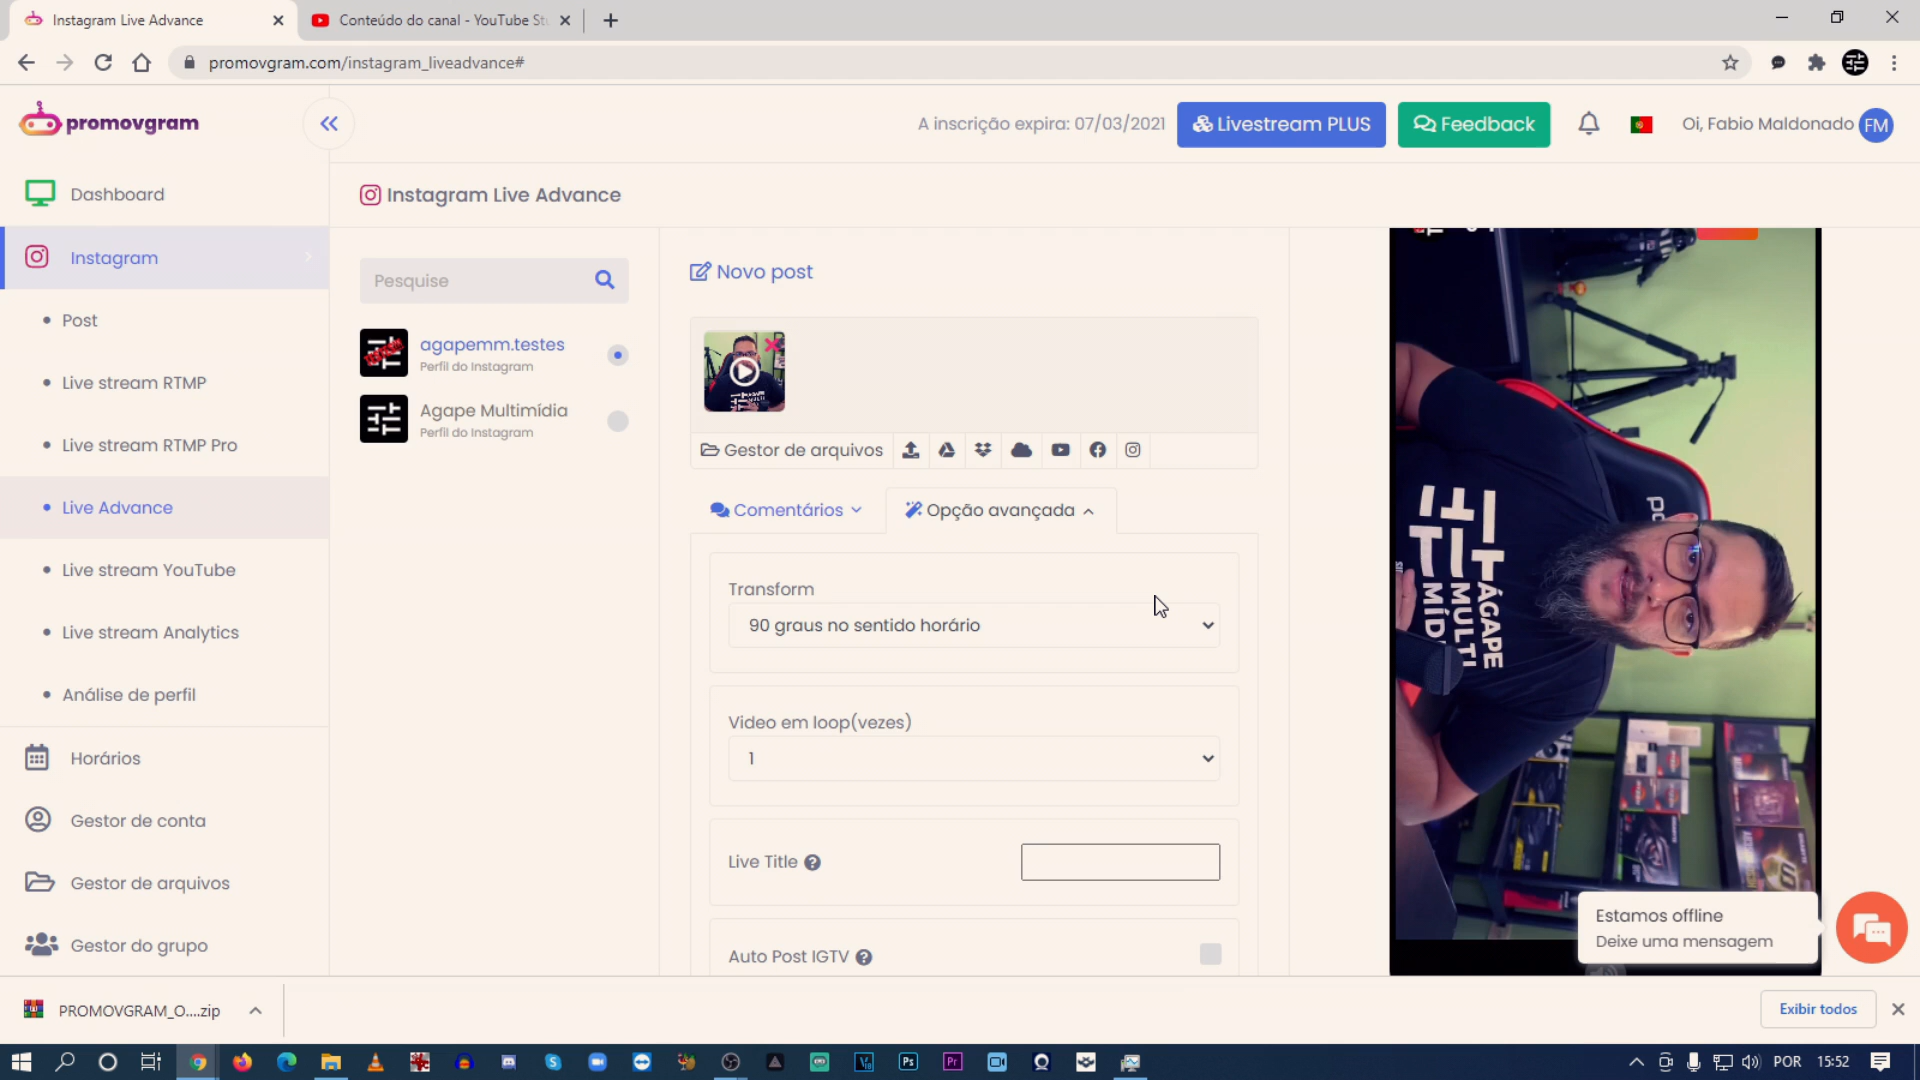 Instagram Live Advance
Conteúdo do canal - YouTube Stu
promovgram.com/instagram_liveadvance#
promovgram
A inscrição expira: 07/03/2021
Livestream PLUS
Feedback
Oi, Fabio Maldonado
FM
Dashboard
Instagram
Post
Live stream RTMP
Live stream RTMP Pro
Live Advance
Live stream YouTube
Live stream Analytics
Análise de perfil
Horários
Gestor de conta
Gestor de arquivos
Gestor do grupo
Instagram Live Advance
Pesquise
agapemm.testes
Perfil do Instagram
Agape Multimídia
Perfil do Instagram
Novo post
Gestor de arquivos
Comentários
Opção avançada
Transform
90 graus no sentido horário
Video em loop(vezes)
1
Live Title
Auto Post IGTV
ÁGAPE
MULTI
MÍD
Estamos offline
Deixe uma mensagem
PROMOVGRAM_O....zip
Exibir todos
POR
15:52